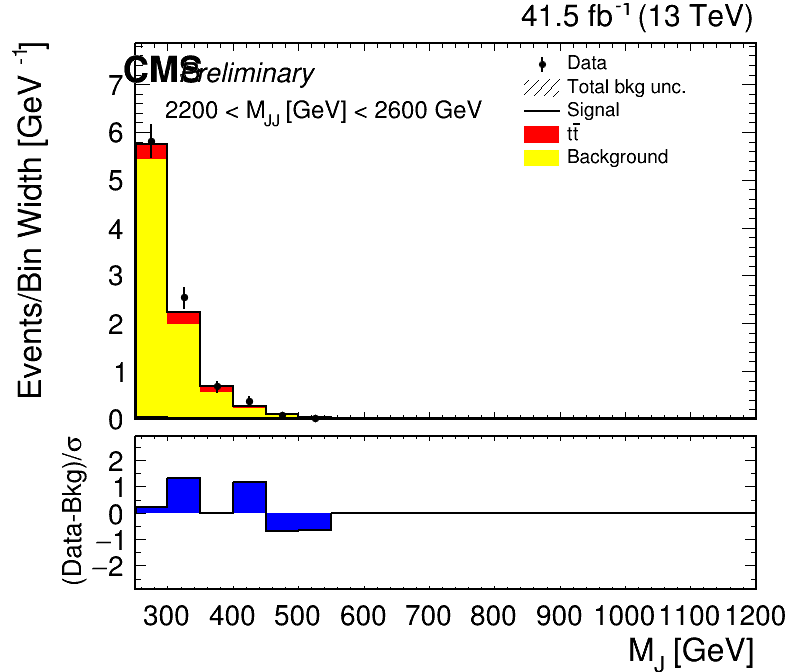 41.5 fb⁻¹ (13 TeV)
CMS Preliminary
2200 < M_JJ [GeV] < 2600 GeV
Data
Total bkg unc.
Signal
tt̄
Background
Events/Bin Width [GeV⁻¹]
7
6
5
4
3
2
1
0
(Data-Bkg)/σ
2
1
0
−1
−2
300 400 500 600 700 800 900 1000 1100 1200
M_J [GeV]